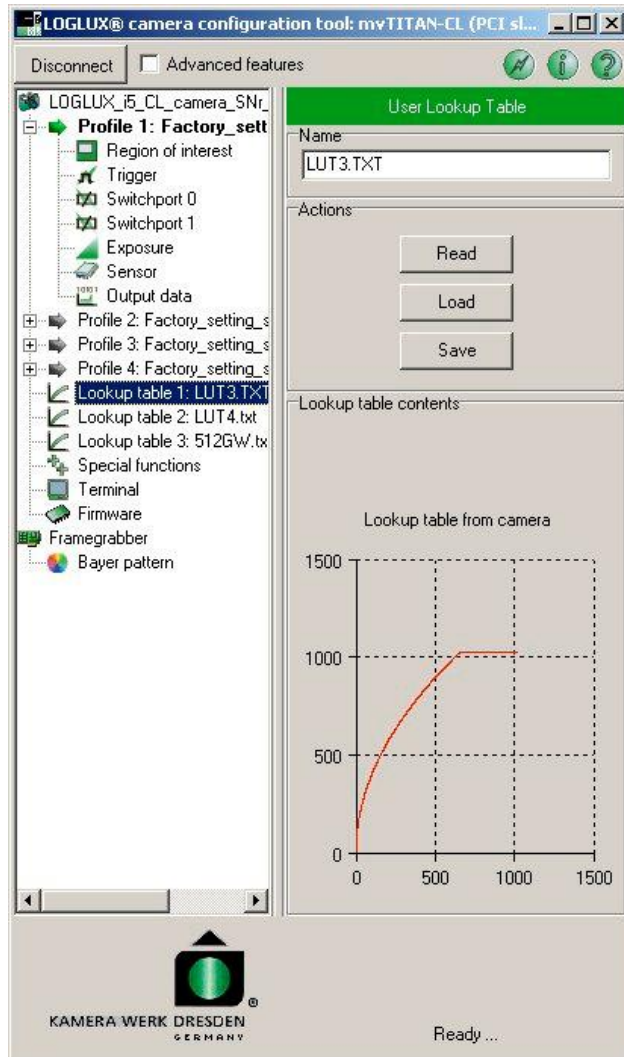 LOGLUX® camera configuration tool: mvTITAN-CL (PCI sl...
Disconnect
Advanced features
LOGLUX_i5_CL_camera_SNr_
Profile 1: Factory_sett
Region of interest
Trigger
Switchport 0
Switchport 1
Exposure
Sensor
Output data
Profile 2: Factory_setting_s
Profile 3: Factory_setting_s
Profile 4: Factory_setting_s
Lookup table 1: LUT3.TXT
Lookup table 2: LUT4.txt
Lookup table 3: 512GW.tx
Special functions
Terminal
Firmware
Framegrabber
Bayer pattern
User Lookup Table
Name
LUT3.TXT
Actions
Read
Load
Save
Lookup table contents
Lookup table from camera
1500
1000
500
0
0 500 1000 1500
KAMERA WERK DRESDEN ®
GERMANY
Ready ...